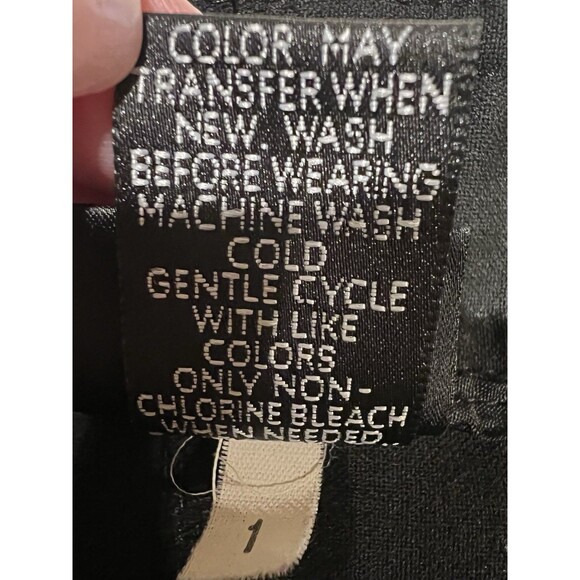 COLOR MAY
TRANSFER WHEN
NEW. WASH
BEFORE WEARING
MACHINE WASH
COLD
GENTLE CYCLE
WITH LIKE
COLORS
ONLY NON-
CHLORINE BLEACH
WHEN NEEDED
1